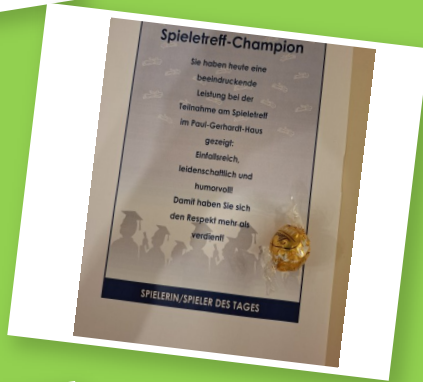 Spieletreff-Champion
Sie haben heute eine
beeindruckende
Leistung bei der
Teilnahme am Spieletreff
im Paul-Gerhardt-Haus
gezeigt:
Einfallsreich,
leidenschaftlich und
humorvoll!
Damit haben Sie sich
den Respekt mehr als
verdient!
SPIELERIN/SPIELER DES TAGES